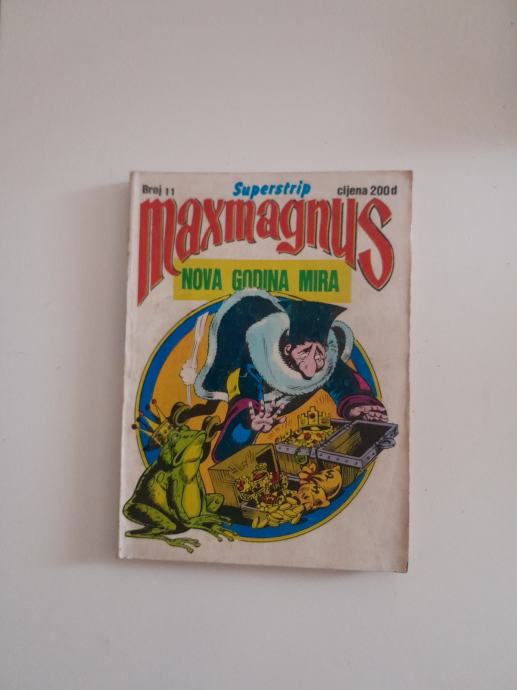 Broj 11
Superstrip
cijena 200d
maxmagnus
NOVA GODINA MIRA